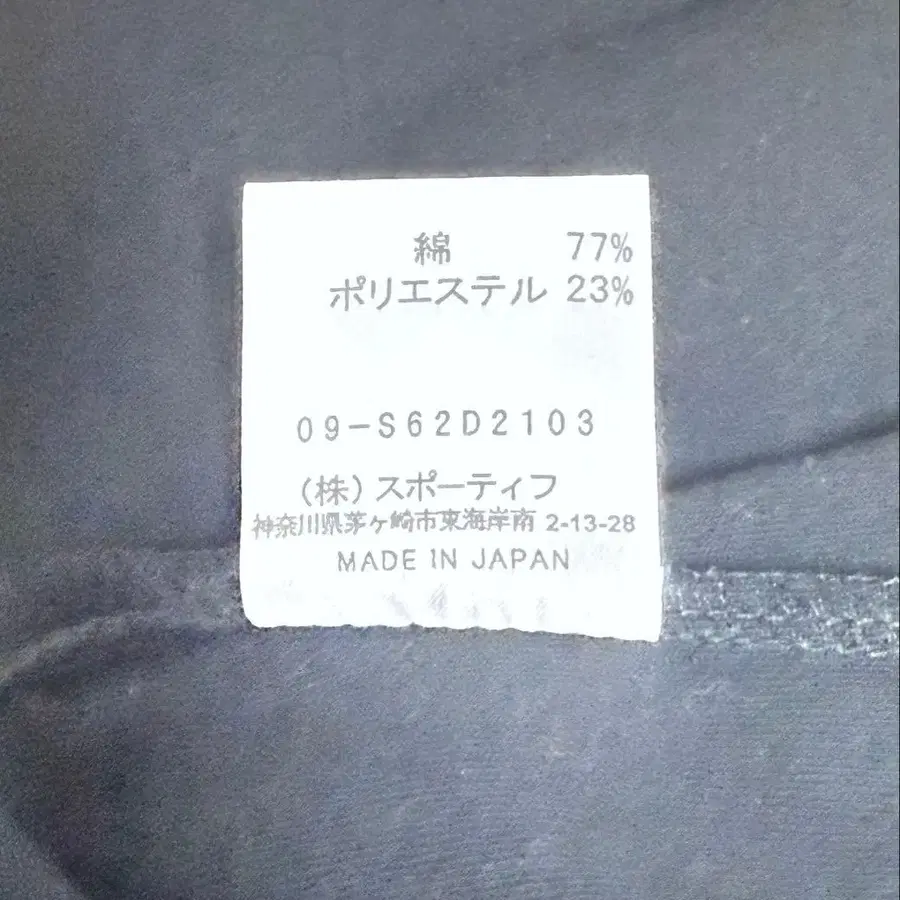 綿 77%
ポリエステル 23%
09-S62D2103
(株)スポーティフ
神奈川県茅ヶ崎市東海岸南 2-13-28
MADE IN JAPAN